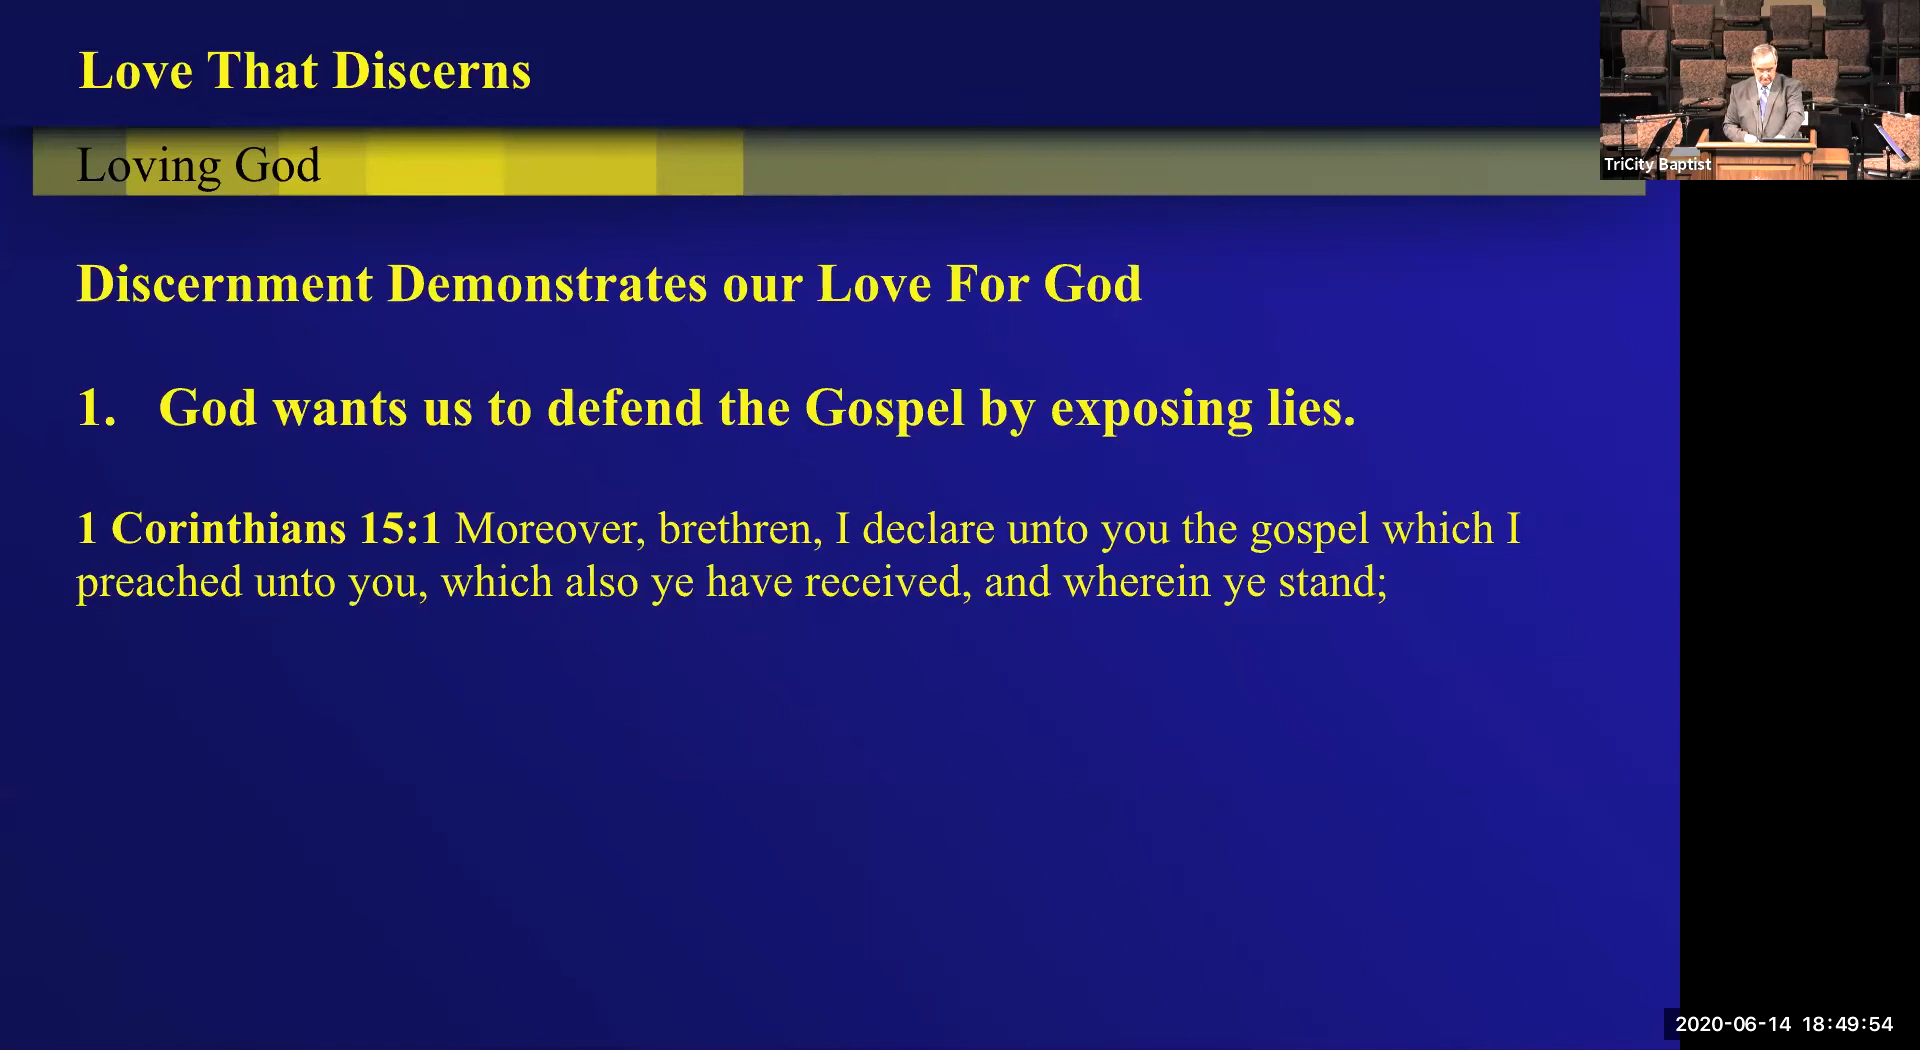 Love That Discerns
Loving God
TriCity Baptist
Discernment Demonstrates our Love For God
1. God wants us to defend the Gospel by exposing lies.
1 Corinthians 15:1 Moreover, brethren, I declare unto you the gospel which I
preached unto you, which also ye have received, and wherein ye stand;
2020-06-14 18:49:54